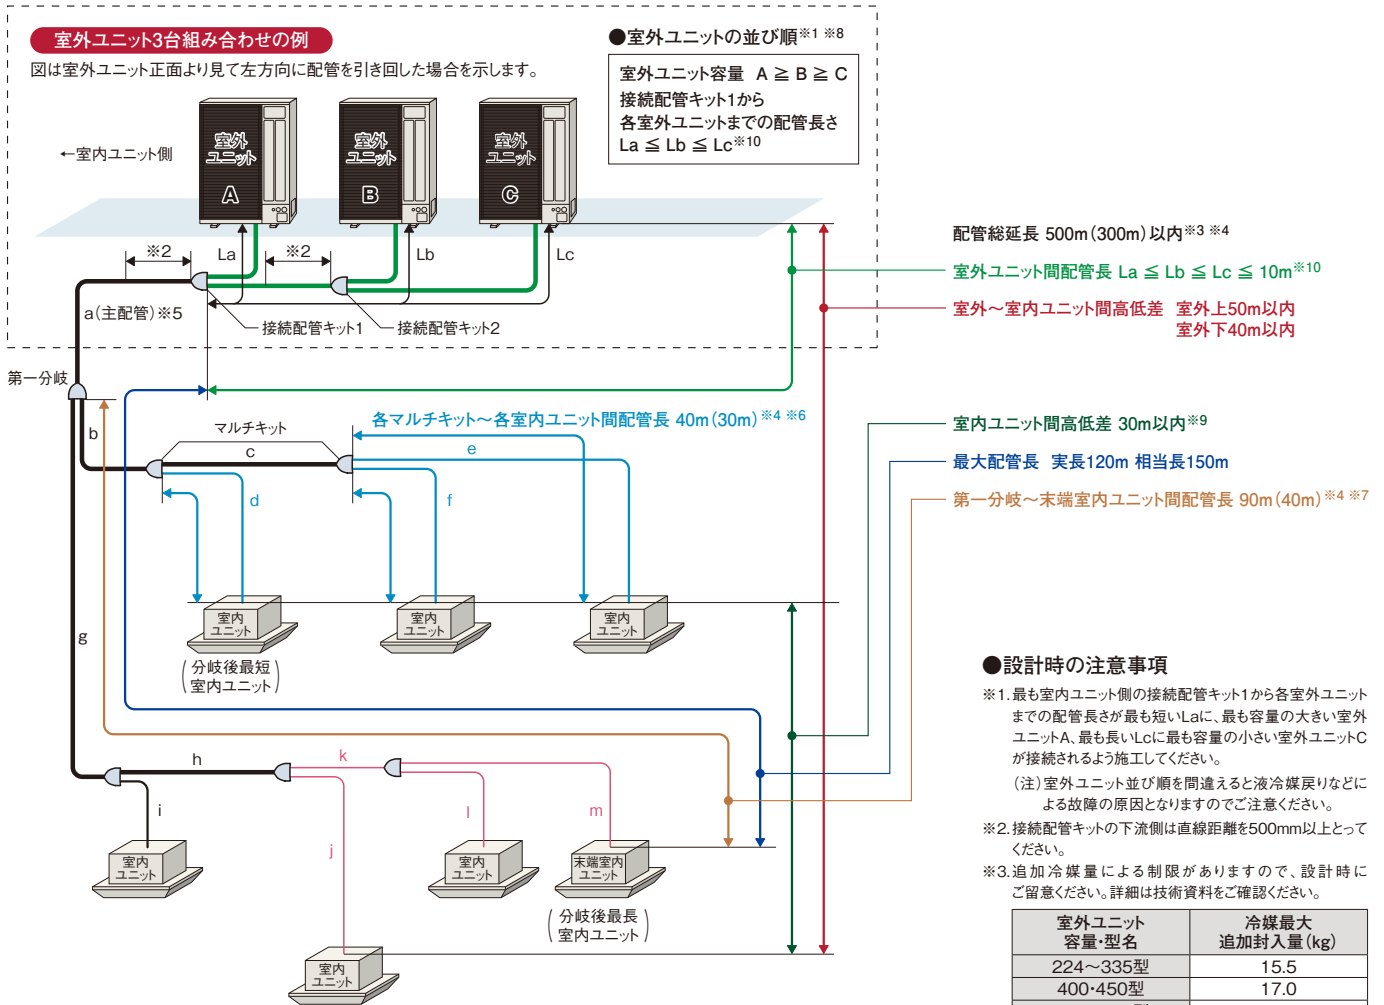 室外ユニット3台組み合わせの例
図は室外ユニット正面より見て左方向に配管を引き回した場合を示します。
●室外ユニットの並び順※1 ※8
室外ユニット容量 A ≧ B ≧ C
接続配管キット1から
各室外ユニットまでの配管長さ
La ≦ Lb ≦ Lc※10
←室内ユニット側
室外
ユニット
A
室外
ユニット
B
室外
ユニット
C
※2
La
※2
Lb
Lc
a(主配管)※5
接続配管キット1
接続配管キット2
配管総延長 500m(300m)以内※3 ※4
室外ユニット間配管長 La ≦ Lb ≦ Lc ≦ 10m※10
室外～室内ユニット間高低差 室外上50m以内
室外下40m以内
第一分岐
各マルチキット～各室内ユニット間配管長 40m(30m)※4 ※6
b
マルチキット
c
e
d
f
室内ユニット間高低差 30m以内※9
最大配管長 実長120m 相当長150m
第一分岐～末端室内ユニット間配管長 90m(40m)※4 ※7
室内
ユニット
室内
ユニット
室内
ユニット
(分岐後最短
室内ユニット)
g
h
k
i
j
l
m
室内
ユニット
室内
ユニット
末端室内
ユニット
(分岐後最長
室内ユニット)
室内
ユニット
●設計時の注意事項
※1.最も室内ユニット側の接続配管キット1から各室外ユニット
までの配管長さが最も短いLaに、最も容量の大きい室外
ユニットA、最も長いLcに最も容量の小さい室外ユニットC
が接続されるよう施工してください。
(注)室外ユニット並び順を間違えると液冷媒戻りなどに
よる故障の原因となりますのでご注意ください。
※2.接続配管キットの下流側は直線距離を500mm以上とって
ください。
※3.追加冷媒量による制限がありますので、設計時に
ご留意ください。詳細は技術資料をご確認ください。
室外ユニット
容量・型名
冷媒最大
追加封入量(kg)
224～335型
15.5
400・450型
17.0